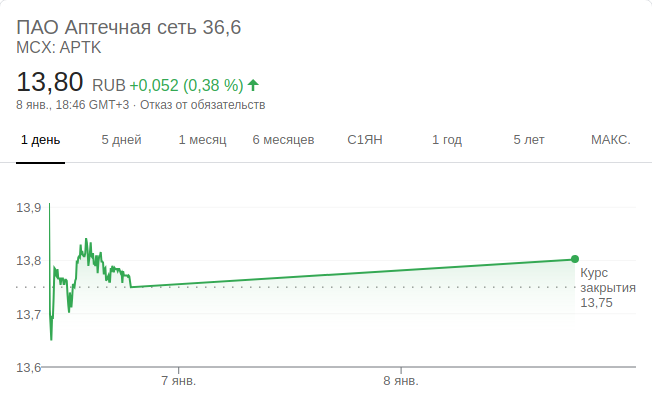 ПАО Аптечная сеть 36,6
MCX: APTK
13,80 RUB +0,052 (0,38 %)
8 янв., 18:46 GMT+3 · Отказ от обязательств
1 день 5 дней 1 месяц 6 месяцев С1ЯН 1 год 5 лет МАКС.
13,9
13,8
13,7
13,6
Курс
закрытия
13,75
7 янв. 8 янв.